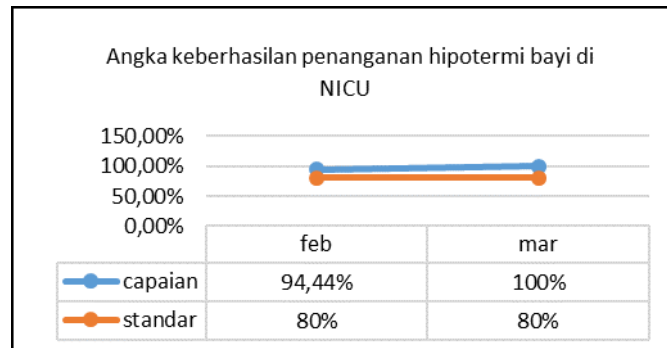 Angka keberhasilan penanganan hipotermi bayi di
NICU
150,00%
100,00%
50,00%
0,00%
feb mar
capaian 94,44% 100%
standar 80% 80%